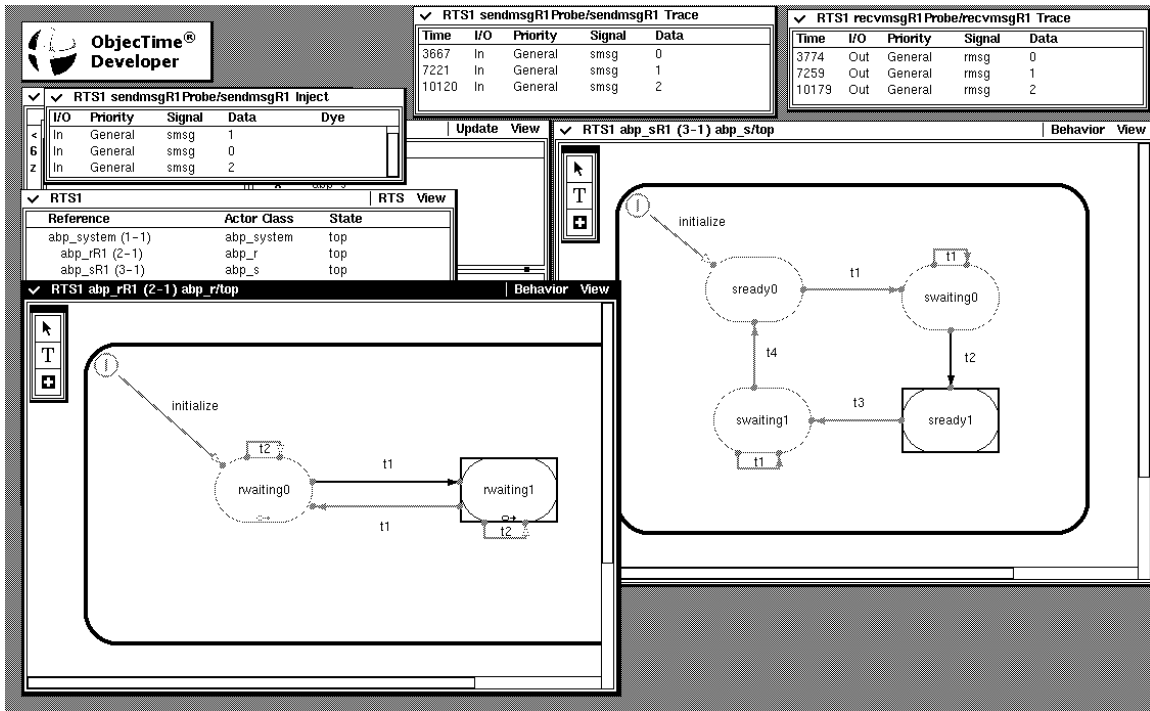 ObjecTime®
Developer
RTS1 sendmsgR1Probe/sendmsgR1 Trace
Time I/O Priority Signal Data
3667 In General smsg 0
7221 In General smsg 1
10120 In General smsg 2
RTS1 recvmsgR1Probe/recvmsgR1 Trace
Time I/O Priority Signal Data
3774 Out General rmsg 0
7259 Out General rmsg 1
10179 Out General rmsg 2
RTS1 sendmsgR1Probe/sendmsgR1 Inject
I/O Priority Signal Data Dye
In General smsg 1
In General smsg 0
In General smsg 2
<
6
z
Update View
RTS1 RTS View
Reference Actor Class State
abp_system (1-1) abp_system top
abp_rR1 (2-1) abp_r top
abp_sR1 (3-1) abp_s top
RTS1 abp_sR1 (3-1) abp_s/top Behavior View
T
I
initialize
t1
sready0
t1
swaiting0
t4
t2
swaiting1
t3
sready1
t1
RTS1 abp_rR1 (2-1) abp_r/top Behavior View
T
I
initialize
t2
t1
rwaiting0
rwaiting1
t1
t2